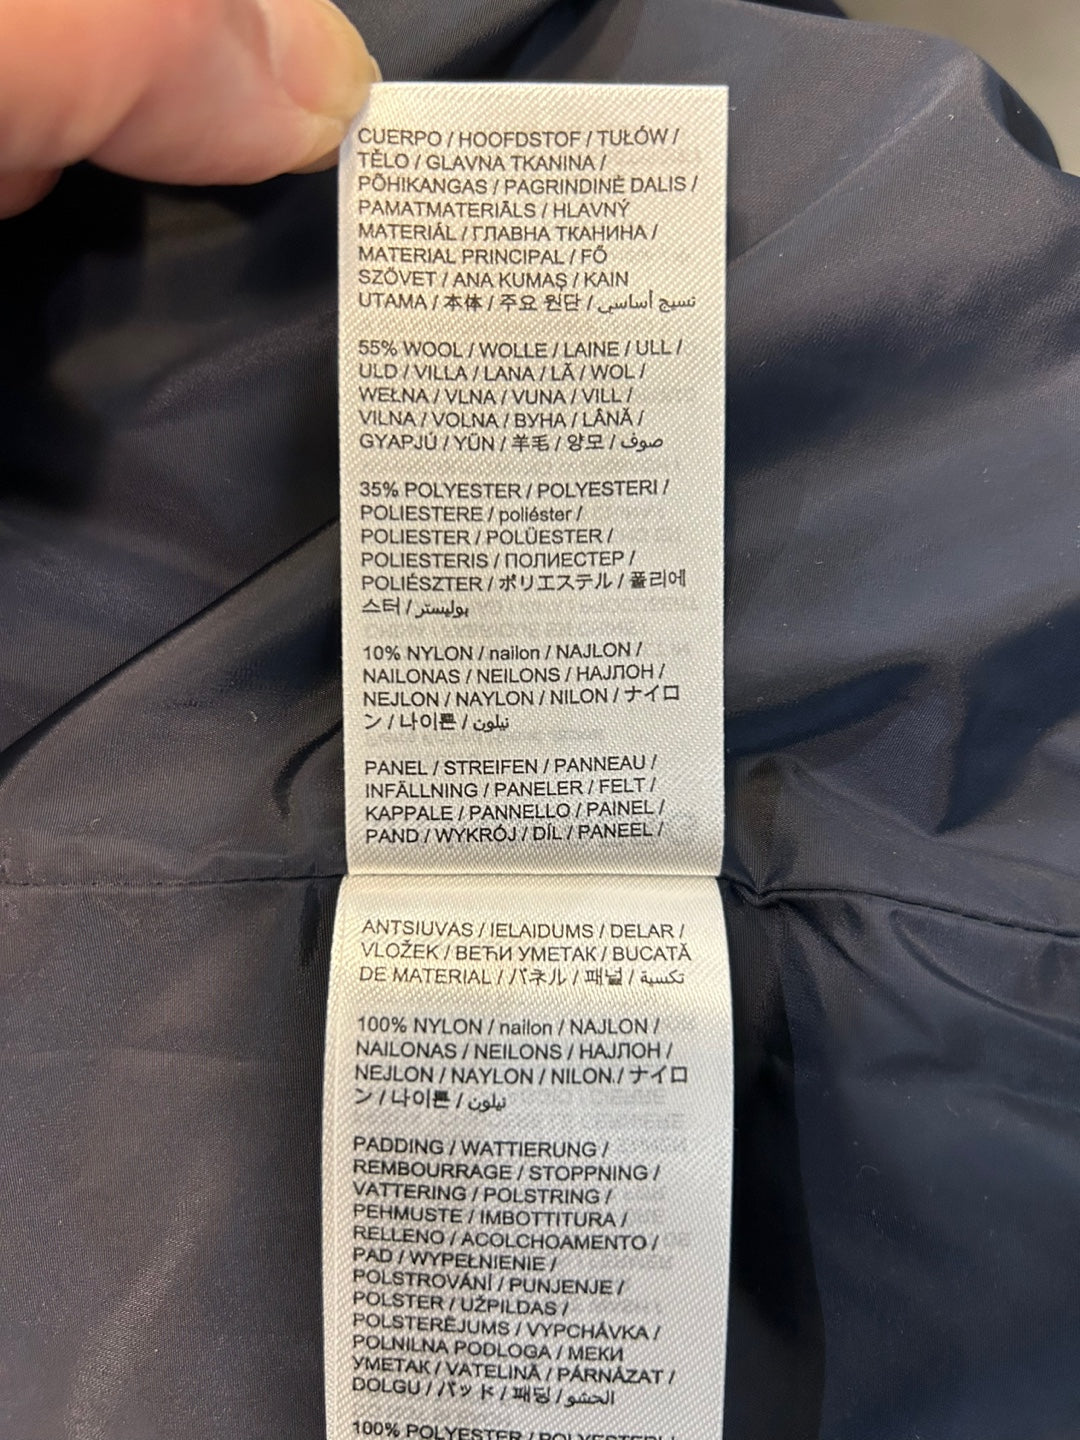 CUERPO / HOOFDSTOF / TUŁÓW /
TĚLO / GLAVNA TKANINA /
PÕHIKANGAS / PAGRINDINĖ DALIS /
PAMATMATERIĀLS / HLAVNÝ
MATERIÁL / ГЛАВНА ТКАНИНА /
MATERIAL PRINCIPAL / FŐ
SZÖVET / ANA KUMAŞ / KAIN
UTAMA / 本体 / 주요 원단 / نسيج أساسي
55% WOOL / WOLLE / LAINE / ULL /
ULD / VILLA / LANA / LÃ / WOL /
WEŁNA / VLNA / VUNA / VILL /
VILNA / VOLNA / ВУНА / LÂNĂ /
GYAPJÚ / YÜN / 羊毛 / 양모 / صوف
35% POLYESTER / POLYESTERI /
POLIESTERE / poliéster /
POLIESTER / POLÜESTER /
POLIESTERIS / ПОЛИЕСТЕР /
POLIÉSZTER / ポリエステル / 폴리에
스터 / بوليستر
10% NYLON / nailon / NAJLON /
NAILONAS / NEILONS / НАЈЛОН /
NEJLON / NAYLON / NILON / ナイロ
ン / 나이론 / نيلون
PANEL / STREIFEN / PANNEAU /
INFÄLLNING / PANELER / FELT /
KAPPALE / PANNELLO / PAINEL /
PAND / WYKRÓJ / DÍL / PANEEL /
ANTSIUVAS / IELAIDUMS / DELAR /
VLOŽEK / ВЕЋИ УМЕТАК / BUCATĂ
DE MATERIAL / パネル / 패널 / تكسية
100% NYLON / nailon / NAJLON /
NAILONAS / NEILONS / НАЈЛОН /
NEJLON / NAYLON / NILON / ナイロ
ン / 나이론 / نيلون
PADDING / WATTIERUNG /
REMBOURRAGE / STOPPNING /
VATTERING / POLSTRING /
PEHMUSTE / IMBOTTITURA /
RELLENO / ACOLCHOAMENTO /
PAD / WYPEŁNIENIE /
POLSTROVÁNÍ / PUNJENJE /
POLSTER / UŽPILDAS /
POLSTERĒJUMS / VYPCHÁVKA /
POLNILNA PODLOGA / МЕКИ
УМЕТАК / VATELINĂ / PÁRNÁZAT /
DOLGU / パッド / 패딩 / الحشو
100% POLYESTER / POLYESTERI /